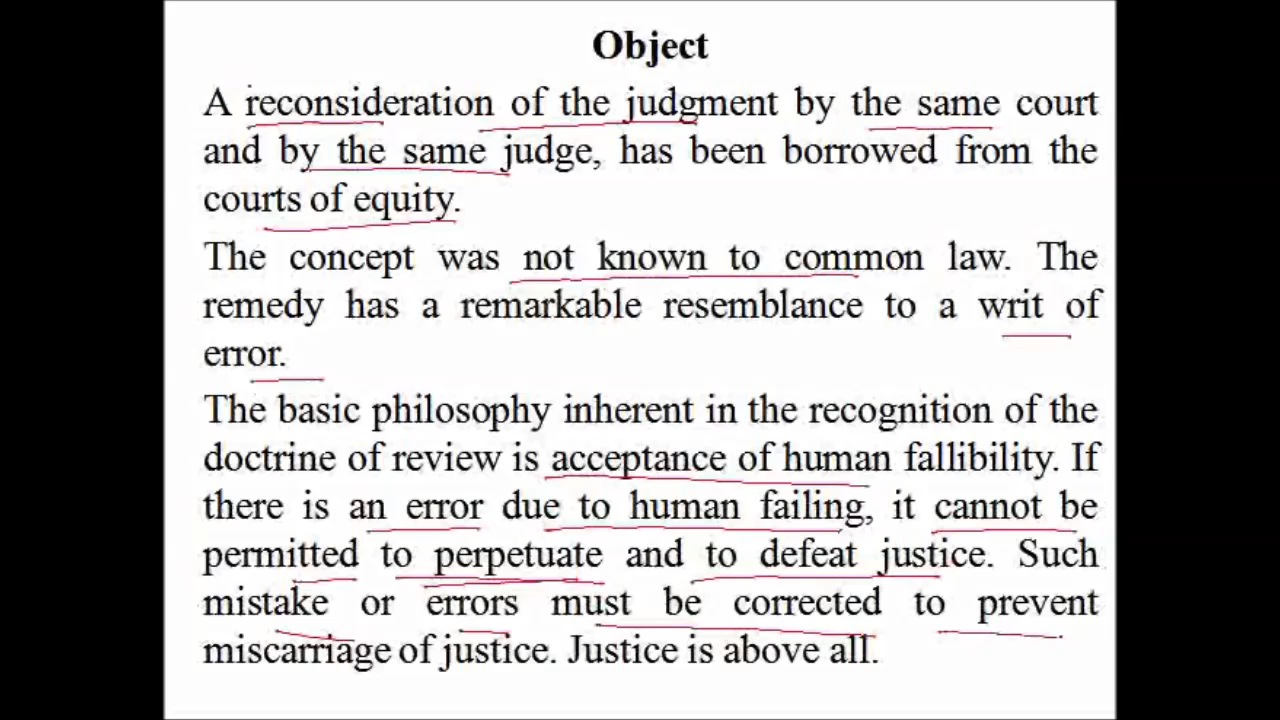 Object
A reconsideration of the judgment by the same court
and by the same judge, has been borrowed from the
courts of equity.
The concept was not known to common law. The
remedy has a remarkable resemblance to a writ of
error.
The basic philosophy inherent in the recognition of the
doctrine of review is acceptance of human fallibility. If
there is an error due to human failing, it cannot be
permitted to perpetuate and to defeat justice. Such
mistake or errors must be corrected to prevent
miscarriage of justice. Justice is above all.